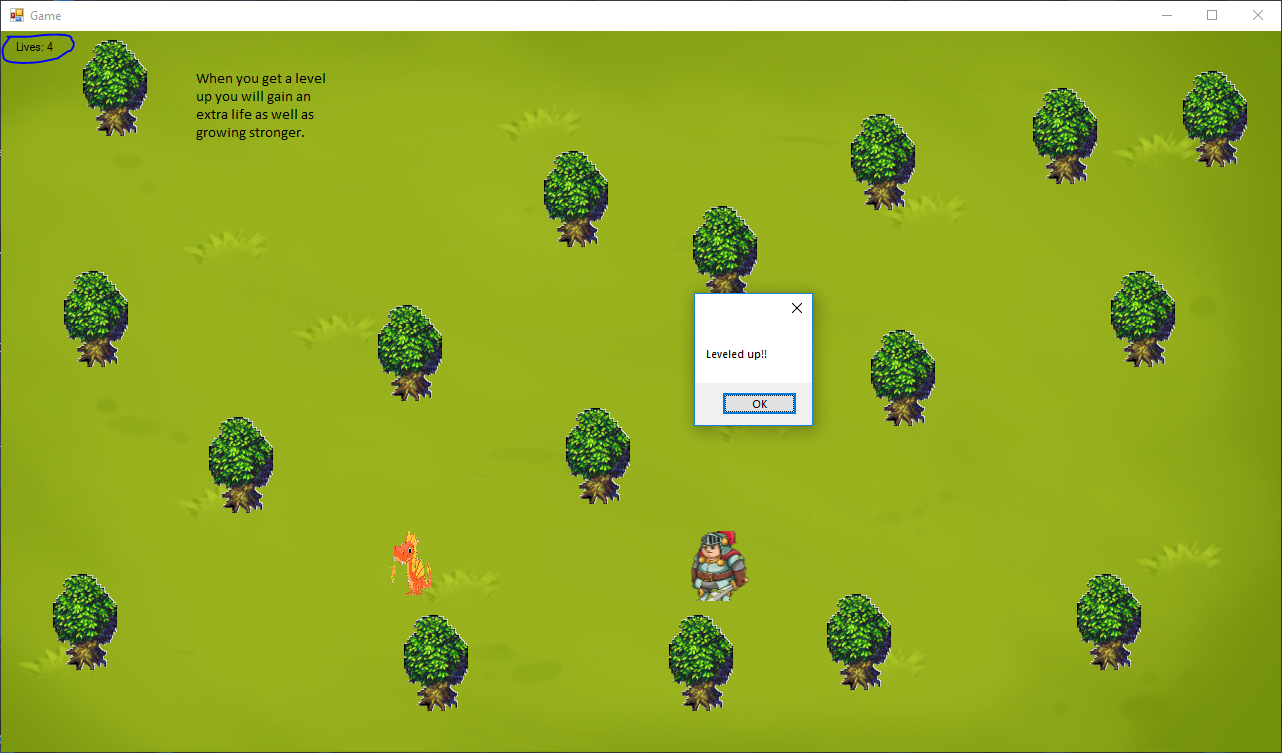 Game
Lives: 4
When you get a level
up you will gain an
extra life as well as
growing stronger.
Leveled up!!
OK